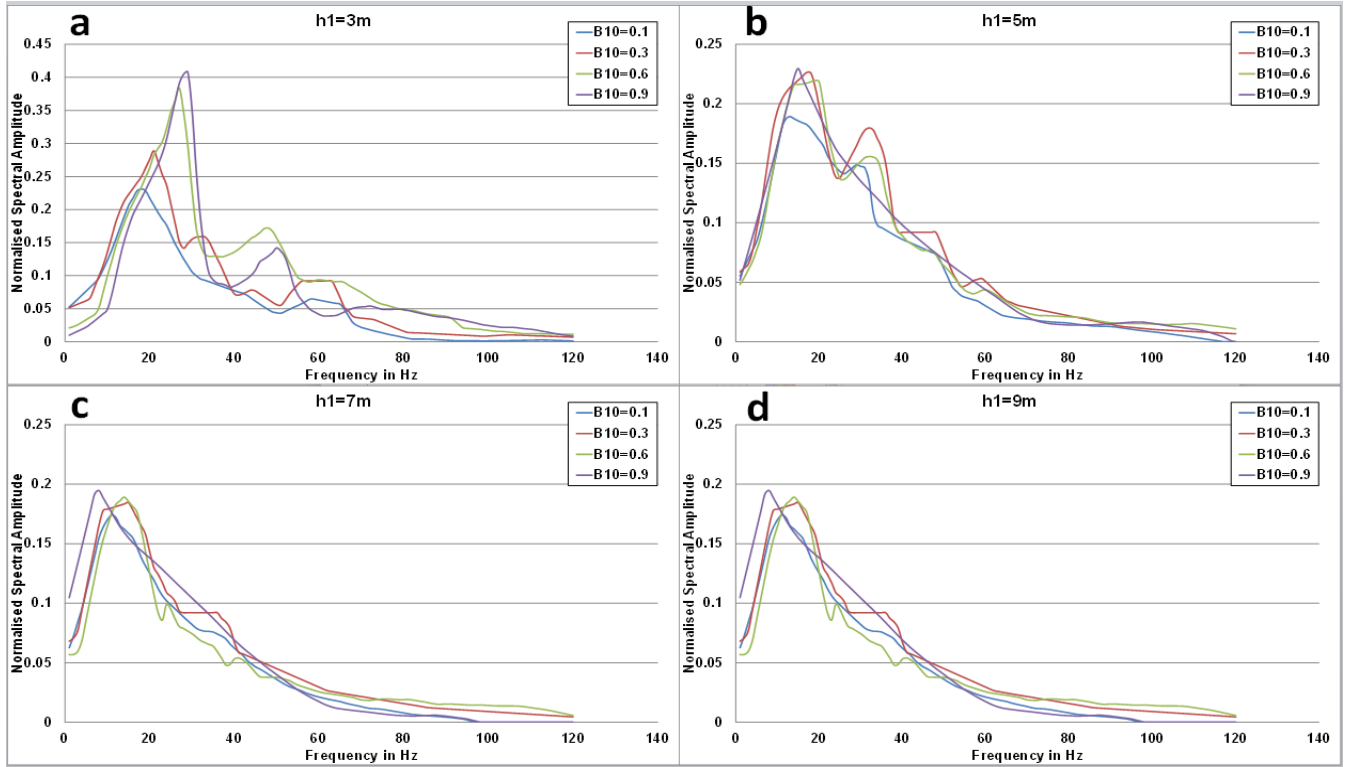 a
h1=3m
B10=0.1
B10=0.3
B10=0.6
B10=0.9
Normalised Spectral Amplitude
0.45
0.4
0.35
0.3
0.25
0.2
0.15
0.1
0.05
0
0 20 40 60 80 100 120 140
Frequency in Hz
b
h1=5m
B10=0.1
B10=0.3
B10=0.6
B10=0.9
Normalised Spectral Amplitude
0.25
0.2
0.15
0.1
0.05
0
0 20 40 60 80 100 120 140
Frequency in Hz
c
h1=7m
B10=0.1
B10=0.3
B10=0.6
B10=0.9
Normalised Spectral Amplitude
0.25
0.2
0.15
0.1
0.05
0
0 20 40 60 80 100 120 140
Frequency in Hz
d
h1=9m
B10=0.1
B10=0.3
B10=0.6
B10=0.9
Normalised Spectral Amplitude
0.25
0.2
0.15
0.1
0.05
0
0 20 40 60 80 100 120 140
Frequency in Hz